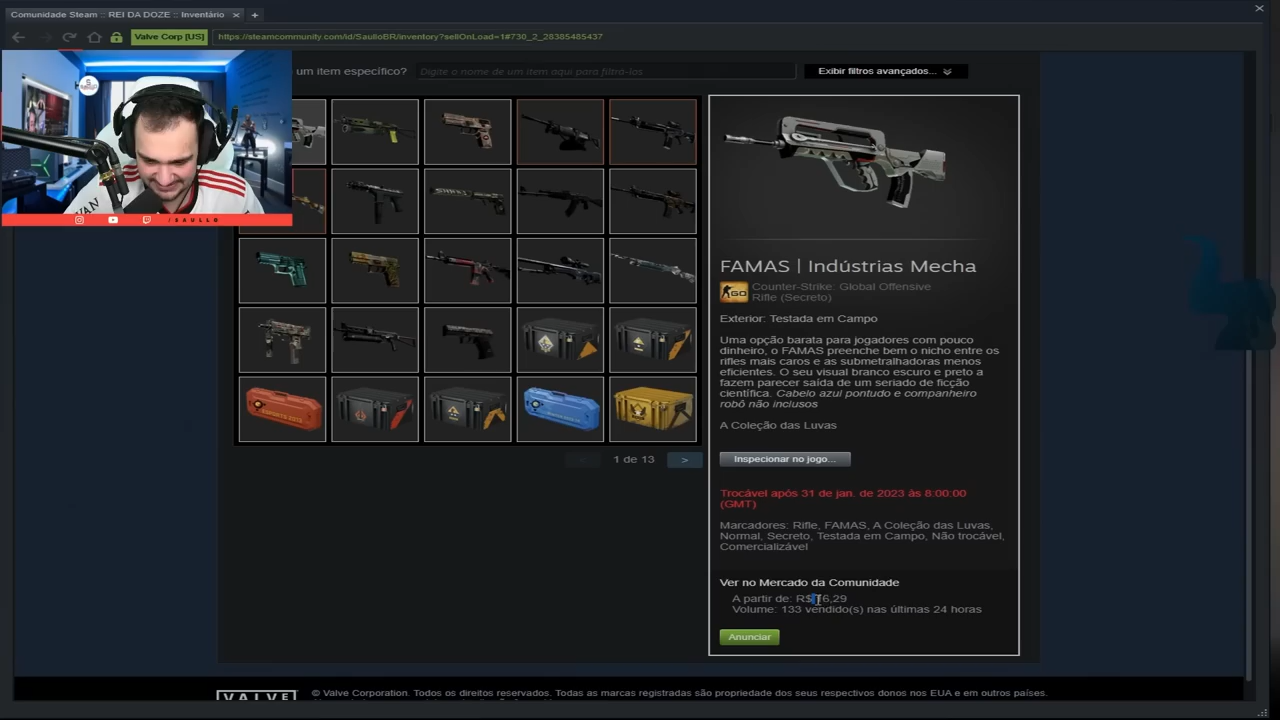 Comunidade Steam :: REI DA DOZE :: Inventário
Valve Corp [US]
https://steamcommunity.com/id/SaulloBR/inventory?sellOnLoad=1#730_2_28385485437
um item específico?
Digite o nome de um item aqui para filtrá-los
Exibir filtros avançados...
/SAULLO
FAMAS | Indústrias Mecha
Counter-Strike: Global Offensive
Rifle (Secreto)
Exterior: Testada em Campo
Uma opção barata para jogadores com pouco
dinheiro, o FAMAS preenche bem o nicho entre os
rifles mais caros e as submetralhadoras menos
eficientes. O seu visual branco escuro e preto a
fazem parecer saída de um seriado de ficção
científica. Cabelo azul pontudo e companheiro
robô não inclusos
A Coleção das Luvas
1 de 13
Inspecionar no jogo...
Trocável após 31 de jan. de 2023 às 8:00:00
(GMT)
Marcadores: Rifle, FAMAS, A Coleção das Luvas,
Normal, Secreto, Testada em Campo, Não trocável,
Comercializável
Ver no Mercado da Comunidade
A partir de: R$
Volume: 133 vendido(s) nas últimas 24 horas
Anunciar
VALVE
© Valve Corporation. Todos os direitos reservados. Todas as marcas registradas são propriedade dos seus respectivos donos nos EUA e em outros países.